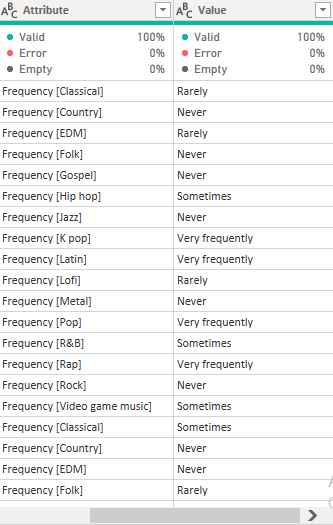 ABC Attribute ABC Value
Valid 100% Valid 100%
Error 0% Error 0%
Empty 0% Empty 0%
Frequency [Classical] Rarely
Frequency [Country] Never
Frequency [EDM] Rarely
Frequency [Folk] Never
Frequency [Gospel] Never
Frequency [Hip hop] Sometimes
Frequency [Jazz] Never
Frequency [K pop] Very frequently
Frequency [Latin] Very frequently
Frequency [Lofi] Rarely
Frequency [Metal] Never
Frequency [Pop] Very frequently
Frequency [R&B] Sometimes
Frequency [Rap] Very frequently
Frequency [Rock] Never
Frequency [Video game music] Sometimes
Frequency [Classical] Sometimes
Frequency [Country] Never
Frequency [EDM] Never
Frequency [Folk] Rarely